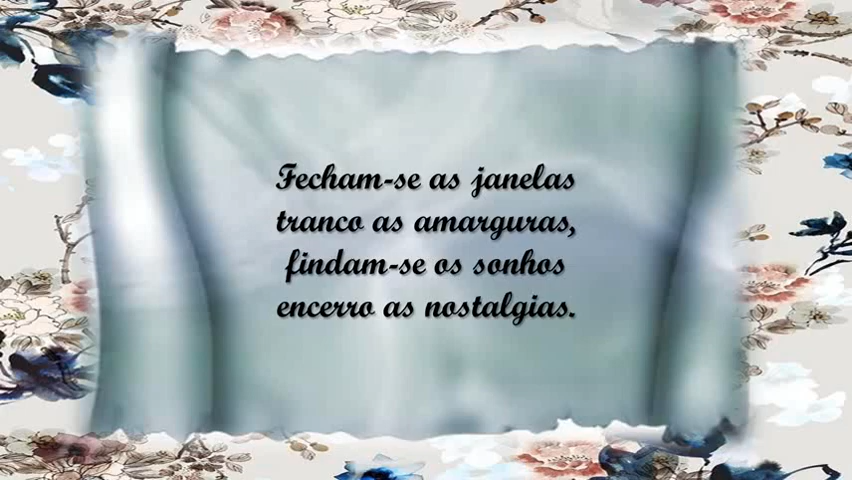 Fecham-se as janelas
tranco as amarguras,
findam-se os sonhos
encerro as nostalgias.